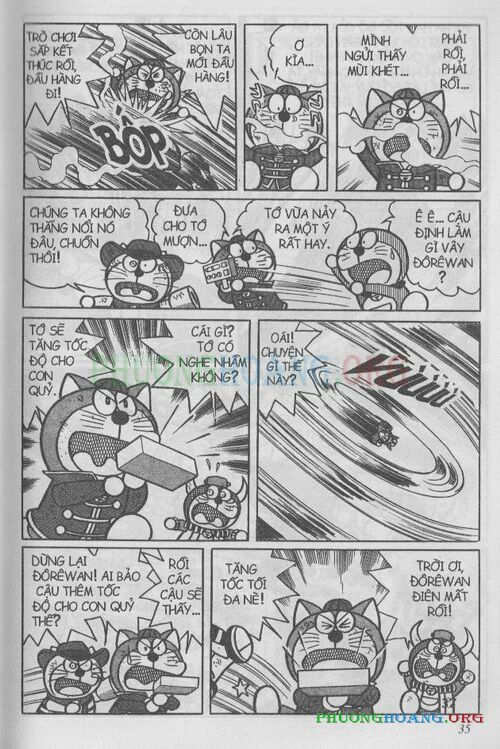 TRÒ CHƠI
SẮP KẾT
THÚC RỒI,
ĐẦU HÀNG
ĐI!
CÒN LÂU
BỌN TA
MỚI ĐẦU
HÀNG!
BỐP
Ơ
KÌA...
MÌNH
NGỬI THẤY
MÙI KHÉT...
PHẢI
RỒI,
PHẢI
RỒI...
CHÚNG TA KHÔNG
THẮNG NỔI NÓ
ĐÂU, CHUỒN
THÔI!
ĐƯA
CHO TỚ
MƯỢN...
TỚ VỪA NẢY
RA MỘT Ý
RẤT HAY.
Ê Ê... CẬU
ĐỊNH LÀM
GÌ VẬY
ĐÔRÊWAN?
TỚ SẼ
TĂNG TỐC
ĐỘ CHO
CON
QUỶ.
CÁI GÌ?
TỚ CÓ
NGHE NHẦM
KHÔNG?
OÁI!
CHUYỆN
GÌ THẾ
NÀY?
PHUONGHOANG.ORG
DỪNG LẠI
ĐÔRÊWAN! AI BẢO
CẬU THÊM TỐC
ĐỘ CHO CON QUỶ
THẾ?
RỒI
CÁC
CẬU SẼ
THẤY...
TĂNG
TỐC TỐI
ĐA NÈ!
TRỜI ƠI,
ĐÔRÊWAN
ĐIÊN MẤT
RỒI!
PHUONGHOANG.ORG
35